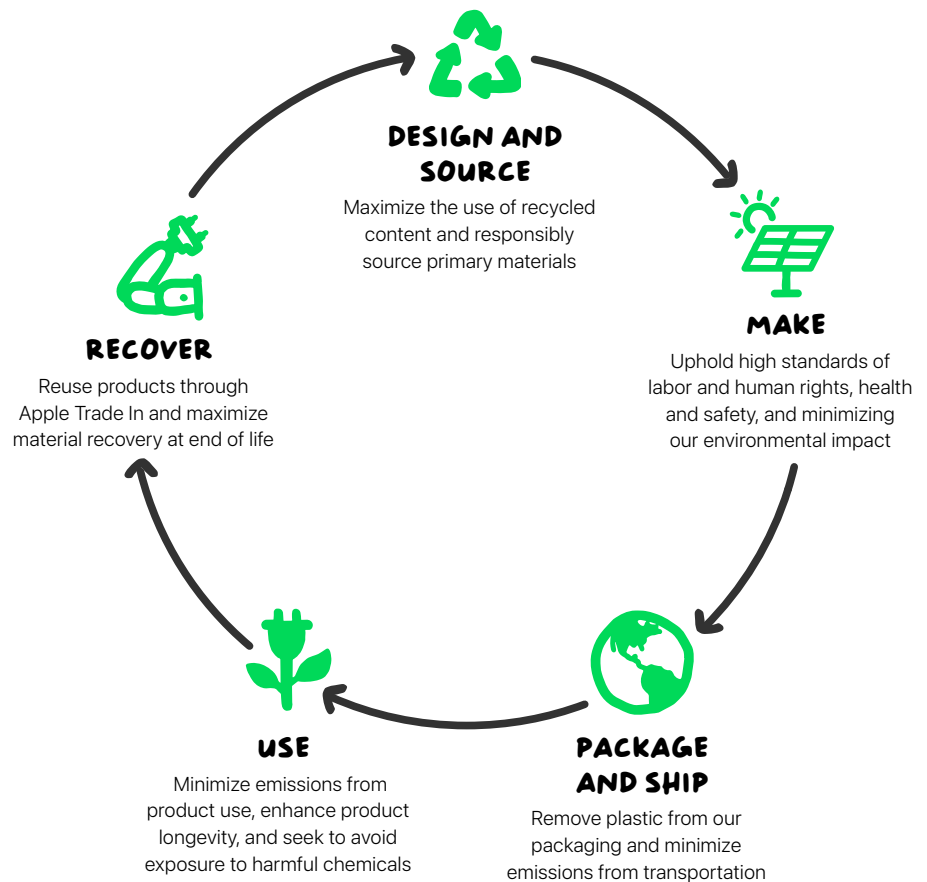 DESIGN AND
SOURCE
Maximize the use of recycled
content and responsibly
source primary materials
MAKE
Uphold high standards of
labor and human rights, health
and safety, and minimizing
our environmental impact
PACKAGE
AND SHIP
Remove plastic from our
packaging and minimize
emissions from transportation
USE
Minimize emissions from
product use, enhance product
longevity, and seek to avoid
exposure to harmful chemicals
RECOVER
Reuse products through
Apple Trade In and maximize
material recovery at end of life